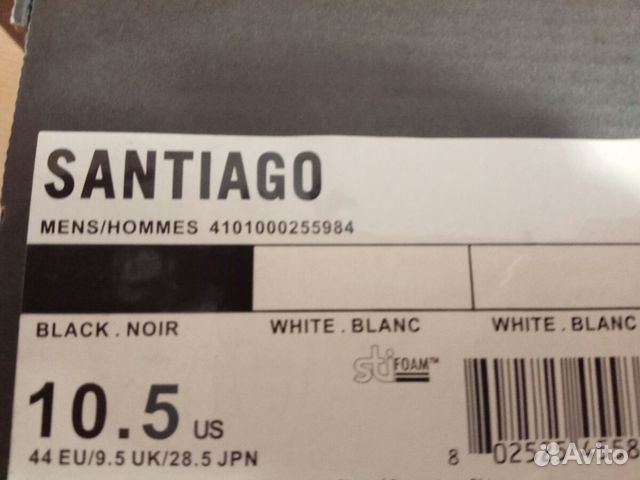 SANTIAGO
MENS/HOMMES 4101000255984
BLACK.NOIR WHITE.BLANC WHITE.BLANC
sti FOAM™
10.5 US
44 EU/9.5 UK/28.5 JPN
8
Avito